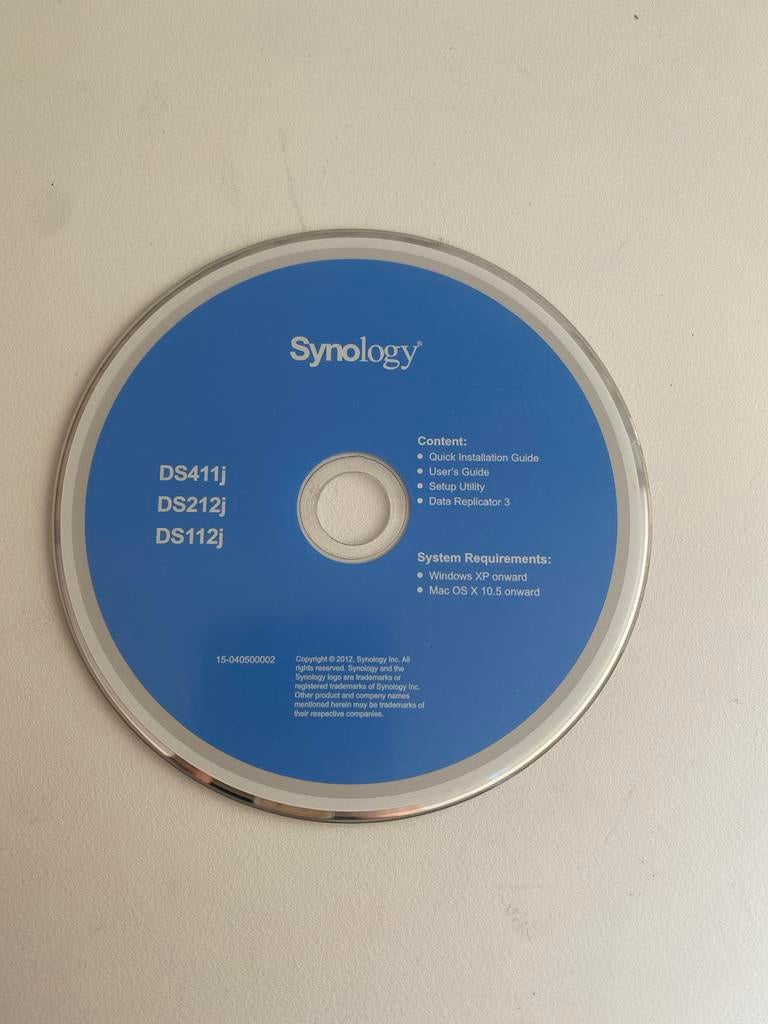 Synology®
DS411j
DS212j
DS112j
Content:
• Quick Installation Guide
• User's Guide
• Setup Utility
• Data Replicator 3
System Requirements:
• Windows XP onward
• Mac OS X 10.5 onward
15-040500002
Copyright © 2012, Synology Inc. All
rights reserved. Synology and the
Synology logo are trademarks or
registered trademarks of Synology Inc.
Other product and company names
mentioned herein may be trademarks of
their respective companies.